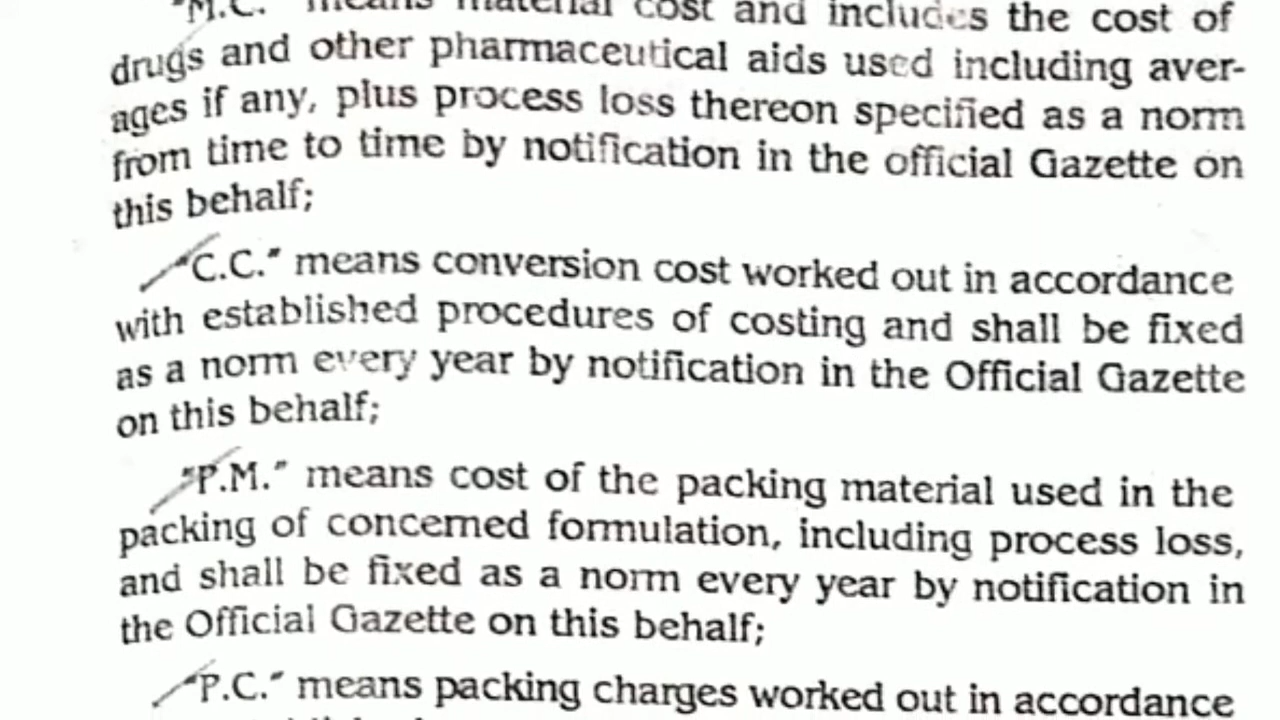 "M.C." means material cost and includes the cost of
drugs and other pharmaceutical aids used including aver-
ages if any, plus process loss thereon specified as a norm
from time to time by notification in the official Gazette on
this behalf;
"C.C." means conversion cost worked out in accordance
with established procedures of costing and shall be fixed
as a norm every year by notification in the Official Gazette
on this behalf;
"P.M." means cost of the packing material used in the
packing of concerned formulation, including process loss,
and shall be fixed as a norm every year by notification in
the Official Gazette on this behalf;
"P.C." means packing charges worked out in accordance